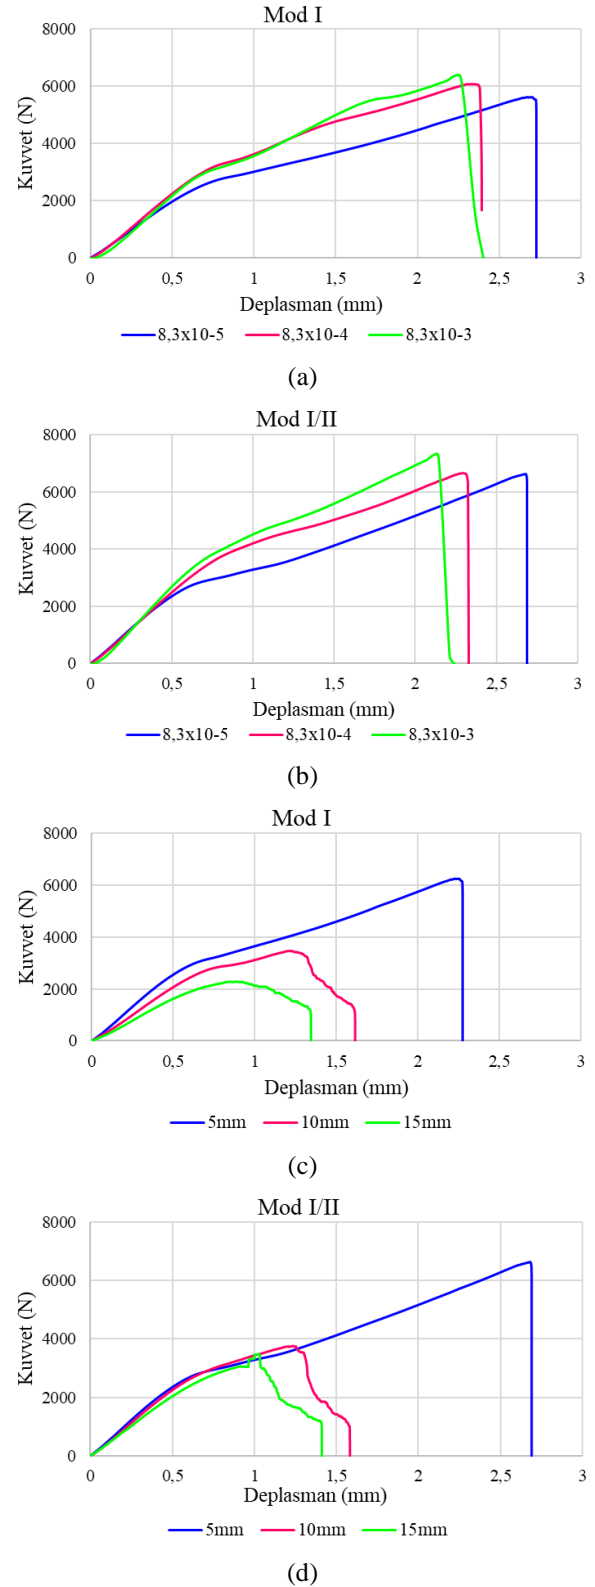 Mod I
8000
6000
4000
2000
0
Kuvvet (N)
0 0,5 1 1,5 2 2,5 3
Deplasman (mm)
8,3x10-5 8,3x10-4 8,3x10-3
(a)
Mod I/II
8000
6000
4000
2000
0
Kuvvet (N)
0 0,5 1 1,5 2 2,5 3
Deplasman (mm)
8,3x10-5 8,3x10-4 8,3x10-3
(b)
Mod I
8000
6000
4000
2000
0
Kuvvet (N)
0 0,5 1 1,5 2 2,5 3
Deplasman (mm)
5mm 10mm 15mm
(c)
Mod I/II
8000
6000
4000
2000
0
Kuvvet (N)
0 0,5 1 1,5 2 2,5 3
Deplasman (mm)
5mm 10mm 15mm
(d)